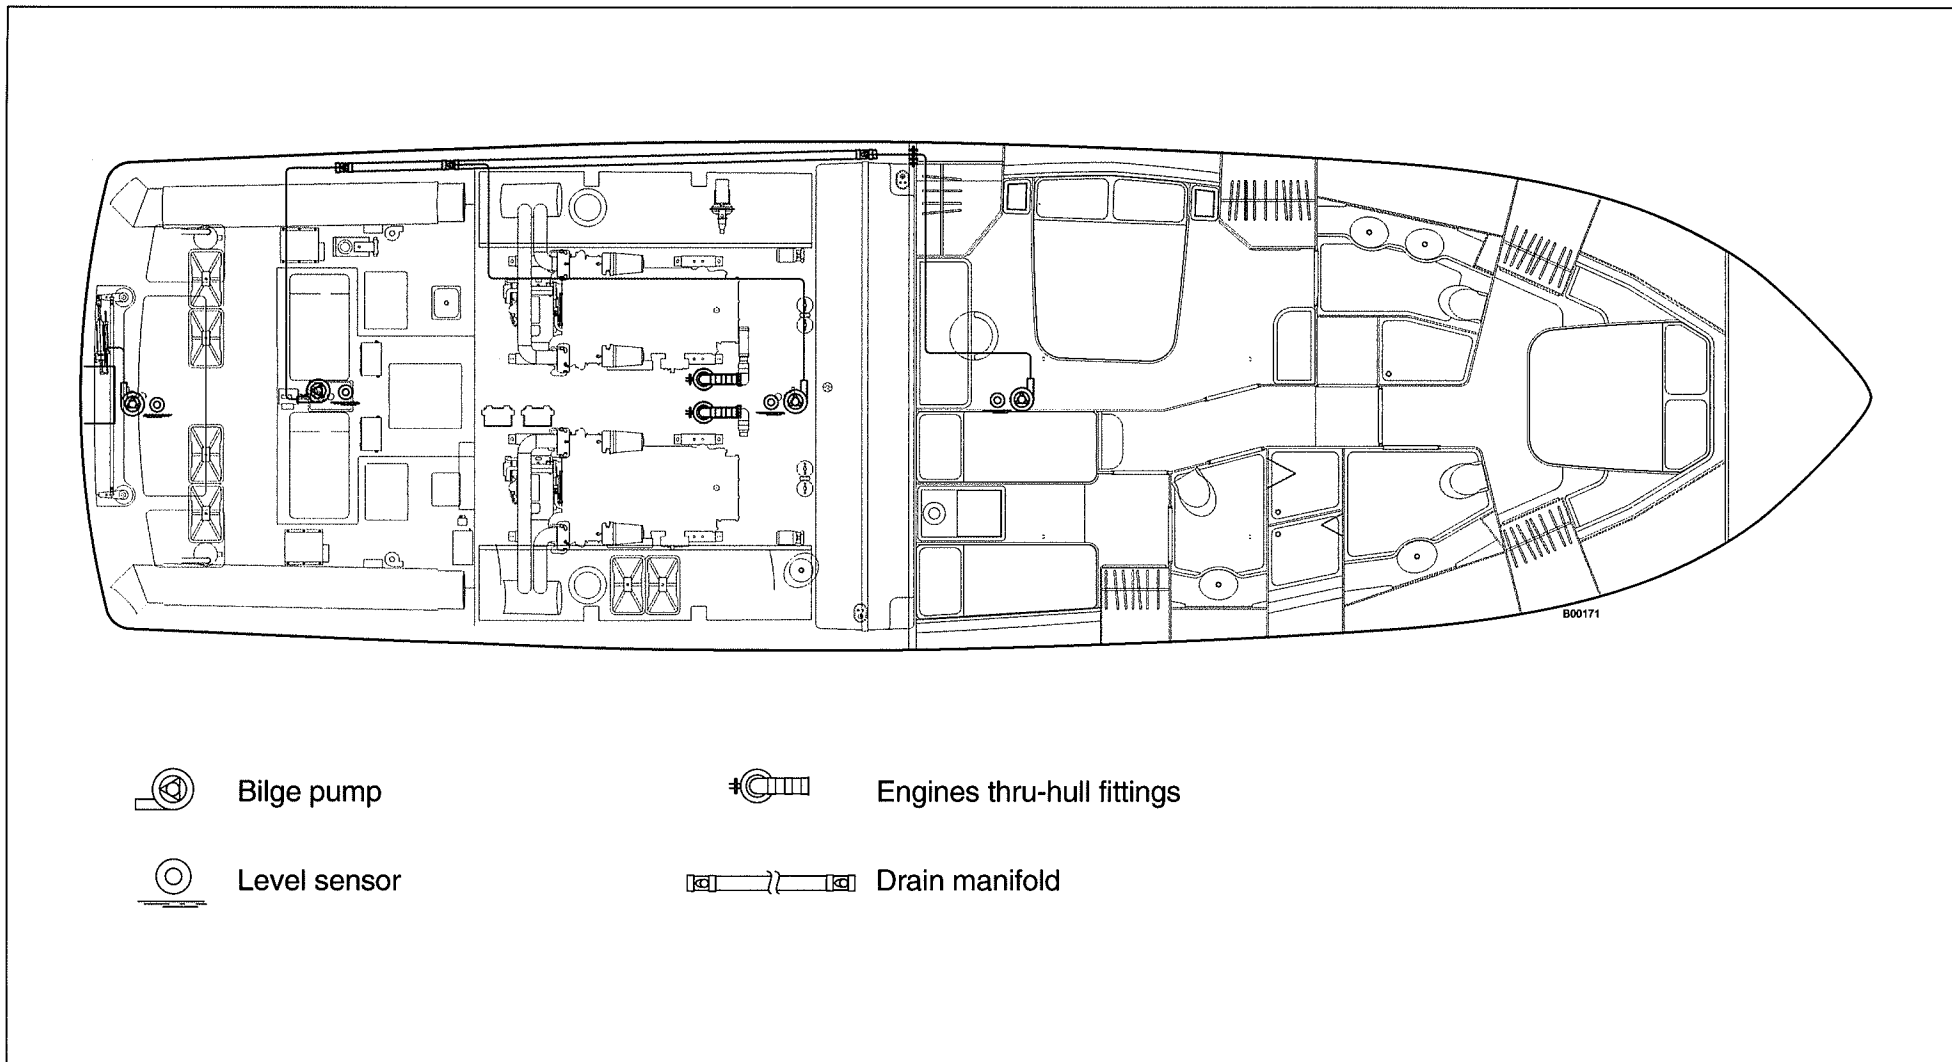 B00171
Bilge pump
Engines thru-hull fittings
Level sensor
Drain manifold